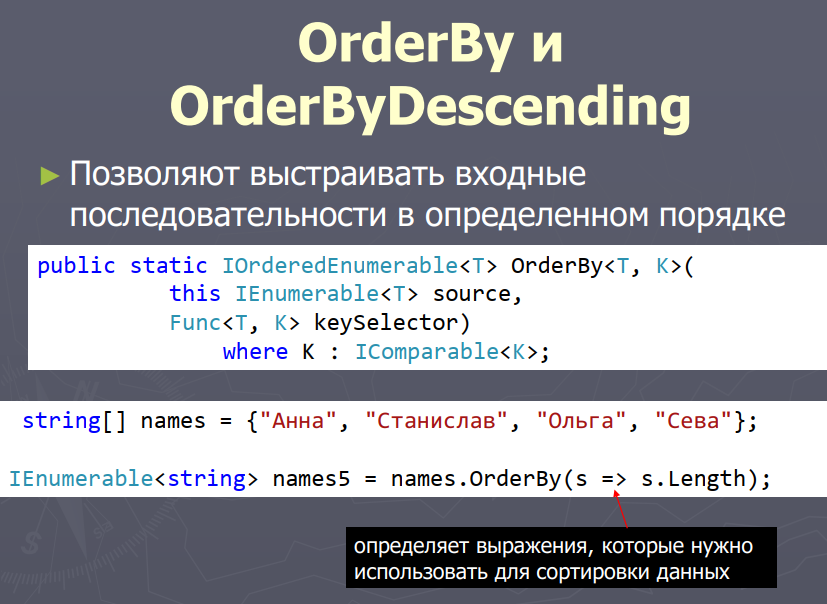 OrderBy и
OrderByDescending
► Позволяют выстраивать входные
последовательности в определенном порядке
public static IOrderedEnumerable<T> OrderBy<T, K>(
this IEnumerable<T> source,
Func<T, K> keySelector)
where K : IComparable<K>;
string[] names = {"Анна", "Станислав", "Ольга", "Сева"};
IEnumerable<string> names5 = names.OrderBy(s => s.Length);
определяет выражения, которые нужно
использовать для сортировки данных
N
S